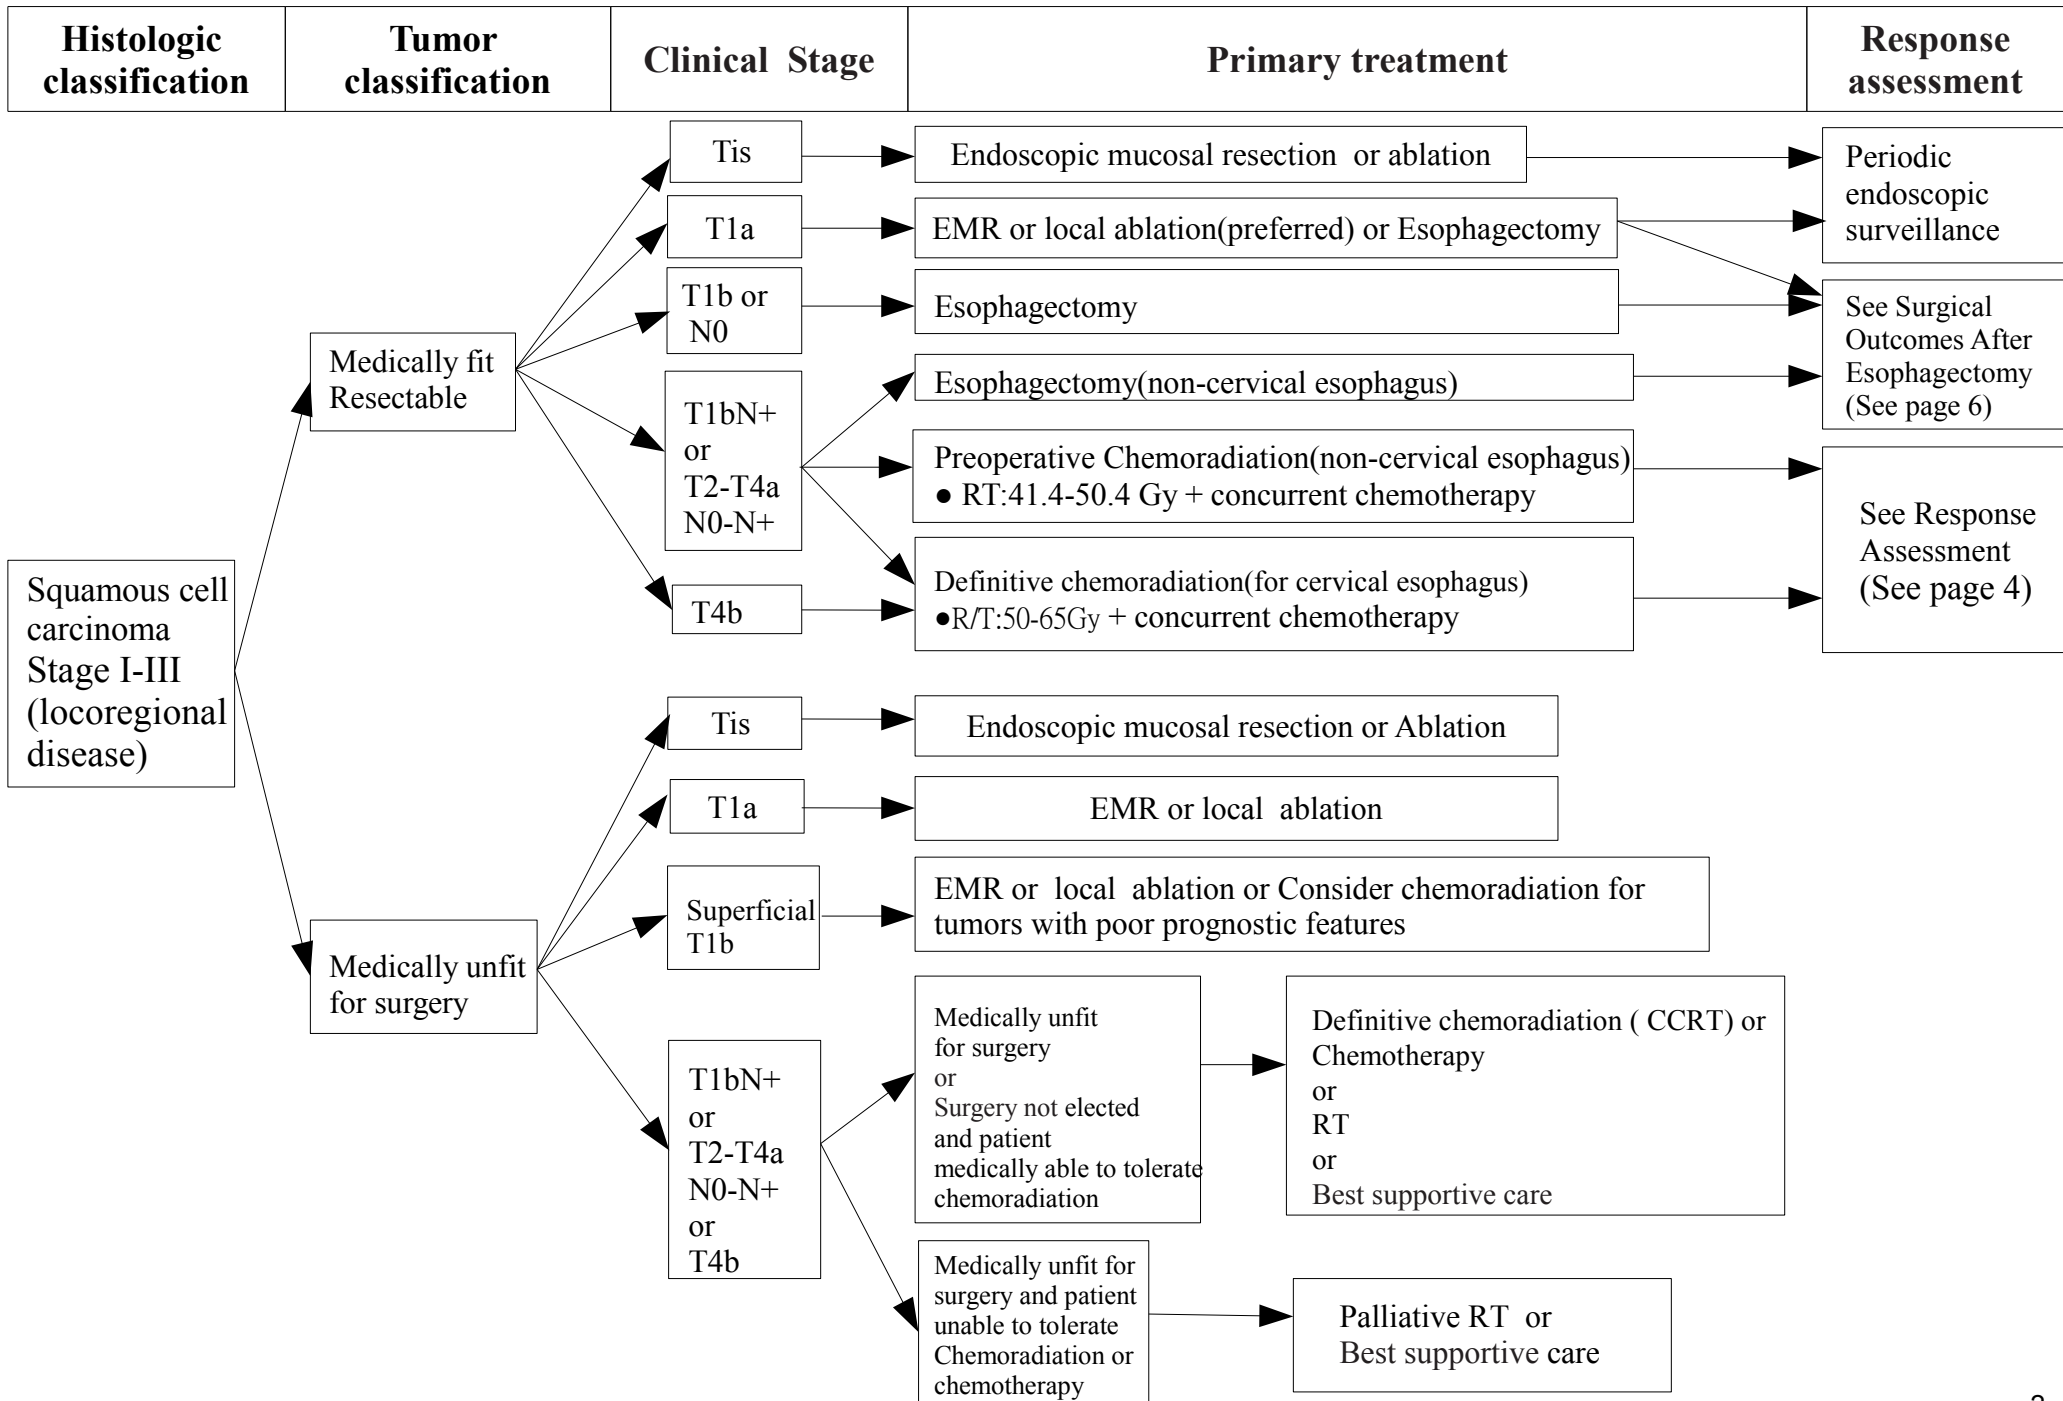 Histologic
classification
Tumor
classification
Clinical Stage
Primary treatment
Response
assessment
Squamous cell
carcinoma
Stage I-III
(locoregional
disease)
Medically fit
Resectable
Tis
Endoscopic mucosal resection or ablation
Periodic
endoscopic
surveillance
T1a
EMR or local ablation(preferred) or Esophagectomy
T1b or
N0
Esophagectomy
See Surgical
Outcomes After
Esophagectomy
(See page 6)
T1bN+
or
T2-T4a
N0-N+
Esophagectomy(non-cervical esophagus)
Preoperative Chemoradiation(non-cervical esophagus)
● RT:41.4-50.4 Gy + concurrent chemotherapy
See Response
Assessment
(See page 4)
T4b
Definitive chemoradiation(for cervical esophagus)
●R/T:50-65Gy + concurrent chemotherapy
Medically unfit
for surgery
Tis
Endoscopic mucosal resection or Ablation
T1a
EMR or local ablation
Superficial
T1b
EMR or local ablation or Consider chemoradiation for
tumors with poor prognostic features
T1bN+
or
T2-T4a
N0-N+
or
T4b
Medically unfit
for surgery
or
Surgery not elected
and patient
medically able to tolerate
chemoradiation
Definitive chemoradiation ( CCRT) or
Chemotherapy
or
RT
or
Best supportive care
Medically unfit for
surgery and patient
unable to tolerate
Chemoradiation or
chemotherapy
Palliative RT or
Best supportive care